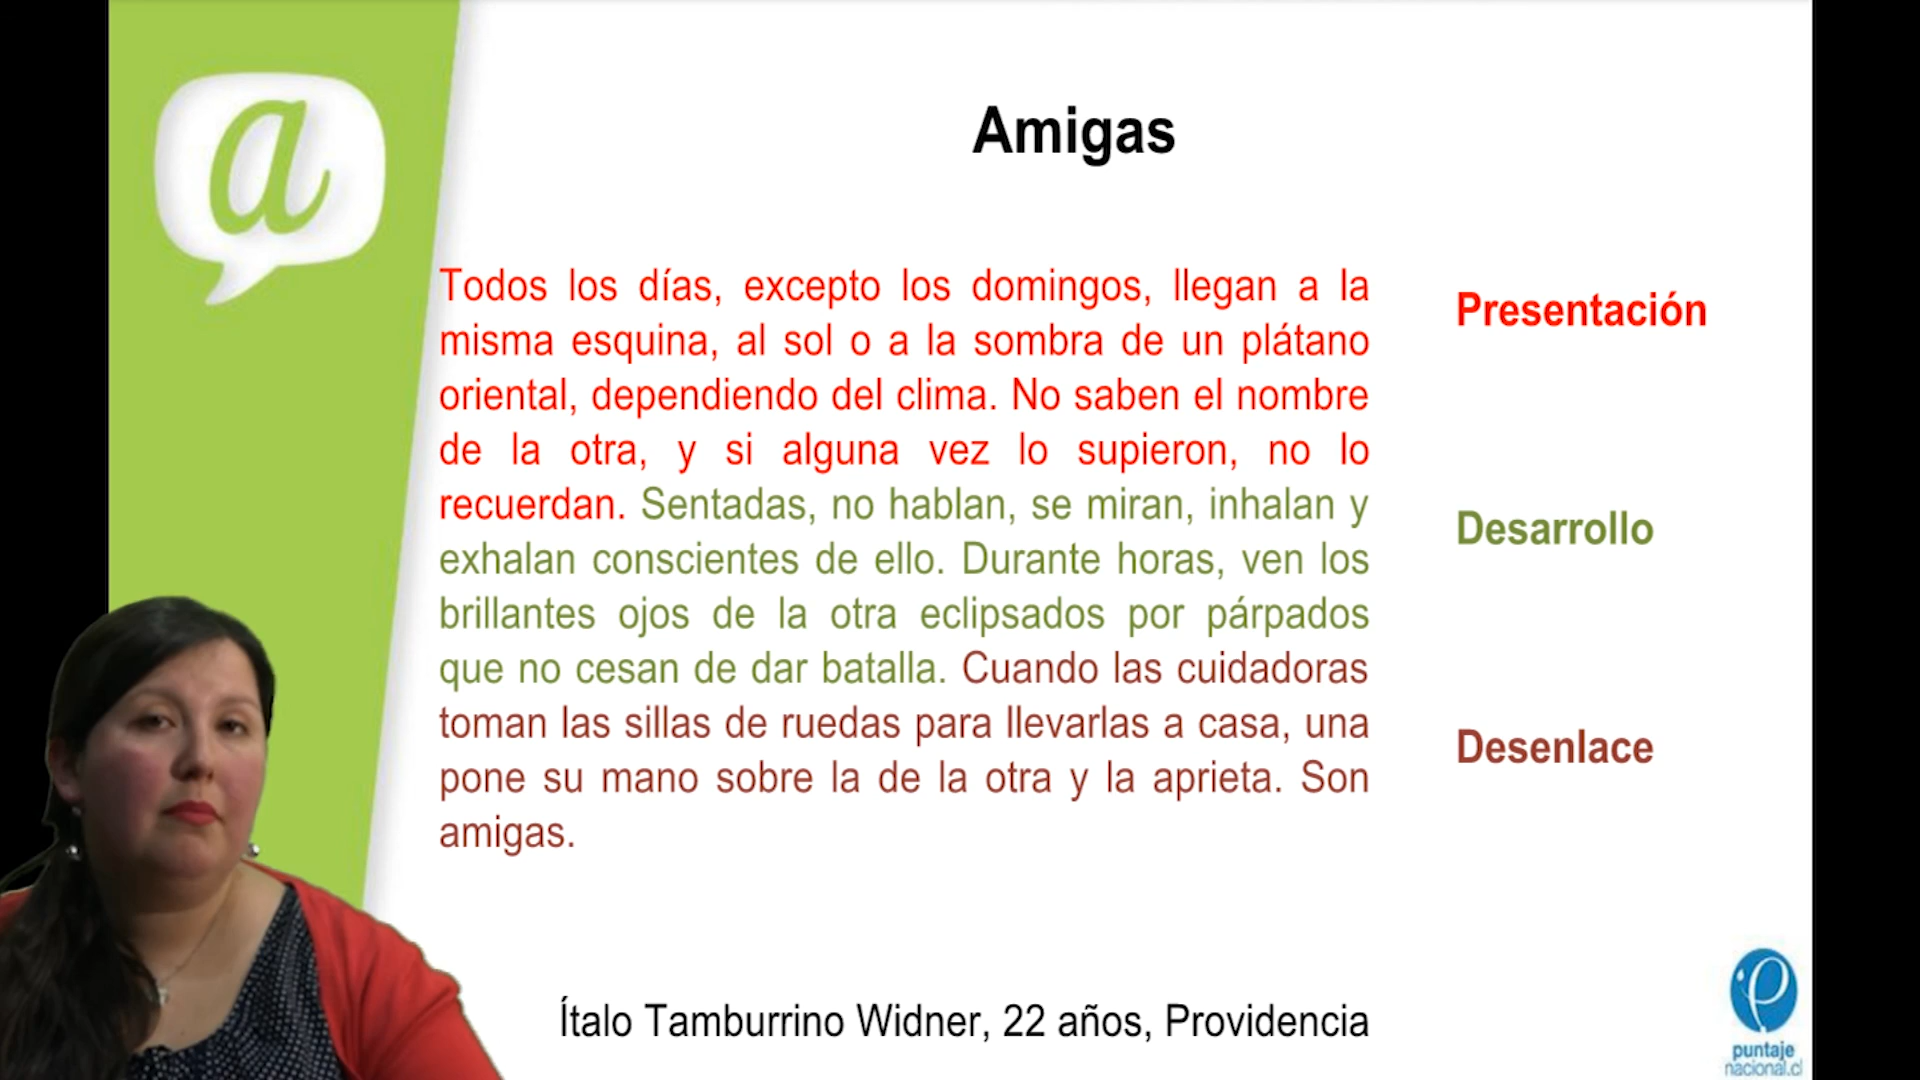 a
Amigas
Todos los días, excepto los domingos, llegan a la
misma esquina, al sol o a la sombra de un plátano
oriental, dependiendo del clima. No saben el nombre
de la otra, y si alguna vez lo supieron, no lo
recuerdan. Sentadas, no hablan, se miran, inhalan y
exhalan conscientes de ello. Durante horas, ven los
brillantes ojos de la otra eclipsados por párpados
que no cesan de dar batalla. Cuando las cuidadoras
toman las sillas de ruedas para llevarlas a casa, una
pone su mano sobre la de la otra y la aprieta. Son
amigas.
Presentación
Desarrollo
Desenlace
Ítalo Tamburrino Widner, 22 años, Providencia
puntaje
nacional.cl